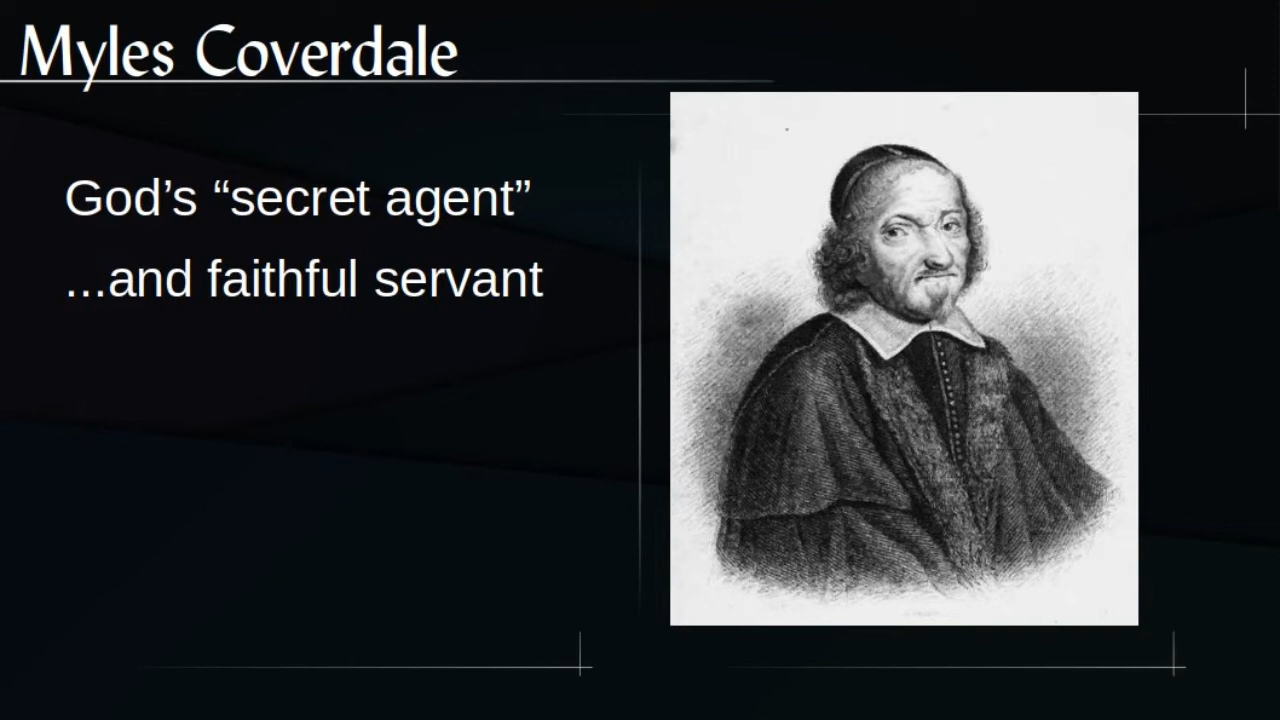 Myles Coverdale
God’s “secret agent”
...and faithful servant